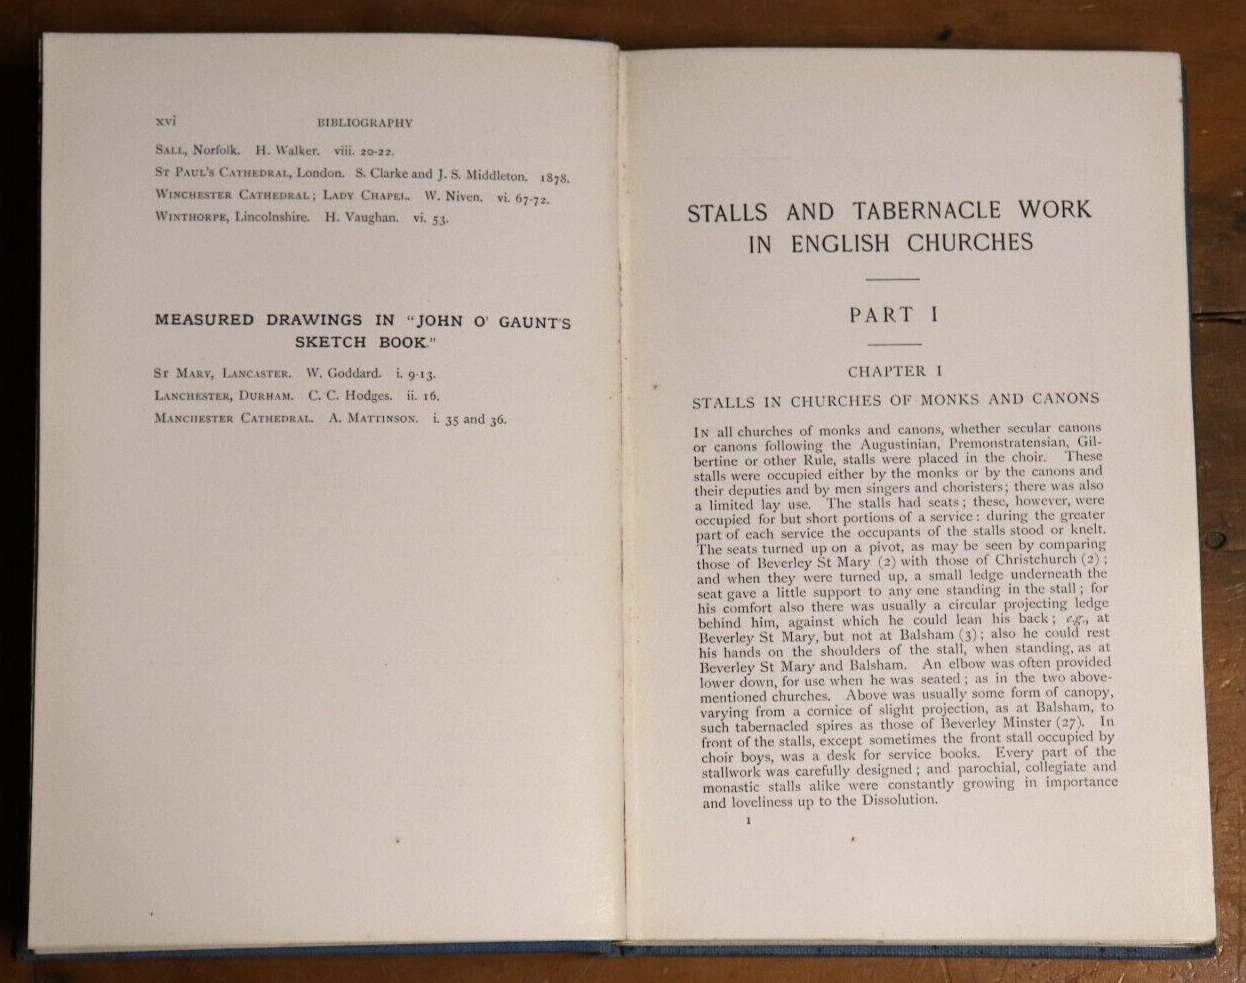 xvi BIBLIOGRAPHY
SALL, Norfolk. H. Walker. viii. 20-22.
ST PAUL'S CATHEDRAL, London. S. Clarke and J. S. Middleton. 1878.
WINCHESTER CATHEDRAL; LADY CHAPEL. W. Niven. vi. 67-72.
WINTHORPE, Lincolnshire. H. Vaughan. vi. 53.
MEASURED DRAWINGS IN "JOHN O' GAUNT'S
SKETCH BOOK."
ST MARY, LANCASTER. W. Goddard. i. 9-13.
LANCHESTER, DURHAM. C. C. Hodges. ii. 16.
MANCHESTER CATHEDRAL. A. MATTINSON. i. 35 and 36.
STALLS AND TABERNACLE WORK
IN ENGLISH CHURCHES
PART I
CHAPTER I
STALLS IN CHURCHES OF MONKS AND CANONS
IN all churches of monks and canons, whether secular canons
or canons following the Augustinian, Premonstratensian, Gil-
bertine or other Rule, stalls were placed in the choir. These
stalls were occupied either by the monks or by the canons and
their deputies and by men singers and choristers; there was also
a limited lay use. The stalls had seats; these, however, were
occupied for but short portions of a service: during the greater
part of each service the occupants of the stalls stood or knelt.
The seats turned up on a pivot, as may be seen by comparing
those of Beverley St Mary (2) with those of Christchurch (2);
and when they were turned up, a small ledge underneath the
seat gave a little support to any one standing in the stall; for
his comfort also there was usually a circular projecting ledge
behind him, against which he could lean his back; e.g., at
Beverley St Mary, but not at Balsham (3); also he could rest
his hands on the shoulders of the stall, when standing, as at
Beverley St Mary and Balsham. An elbow was often provided
lower down, for use when he was seated; as in the two above-
mentioned churches. Above was usually some form of canopy,
varying from a cornice of slight projection, as at Balsham, to
such tabernacled spires as those of Beverley Minster (27). In
front of the stalls, except sometimes the front stall occupied by
choir boys, was a desk for service books. Every part of the
stallwork was carefully designed; and parochial, collegiate and
monastic stalls alike were constantly growing in importance
and loveliness up to the Dissolution.
1